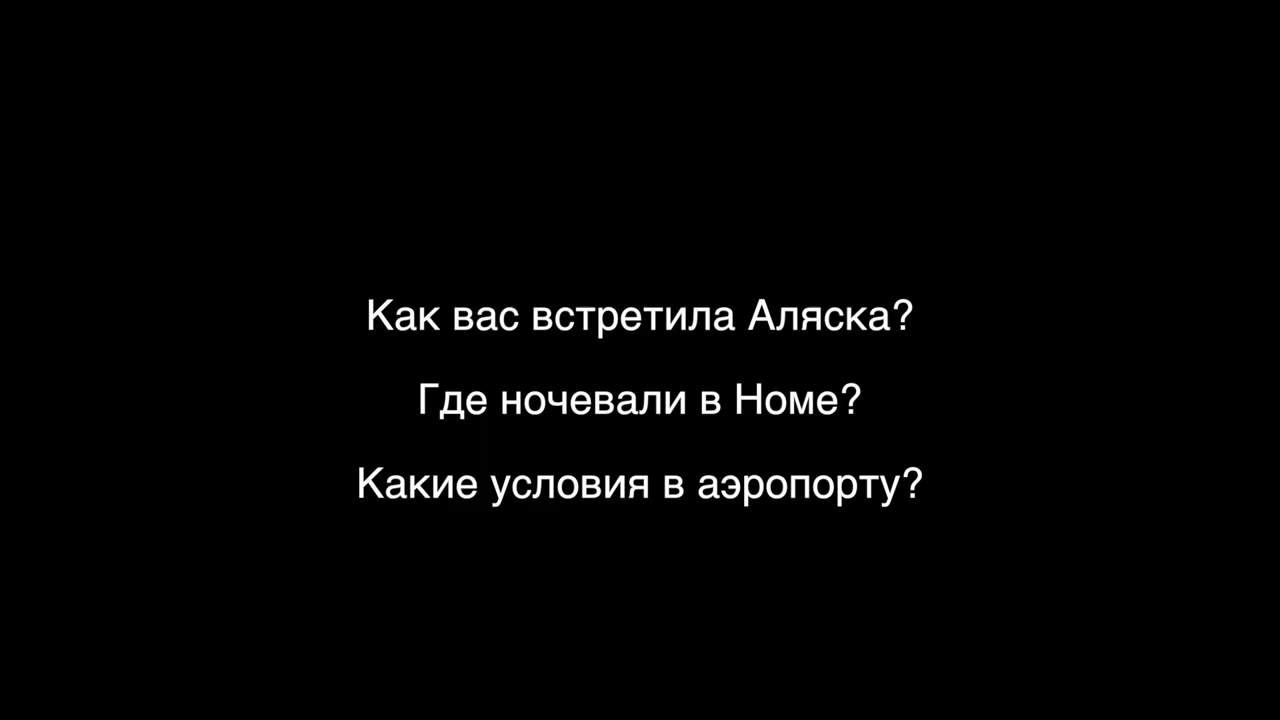 Как вас встретила Аляска?
Где ночевали в Номе?
Какие условия в аэропорту?